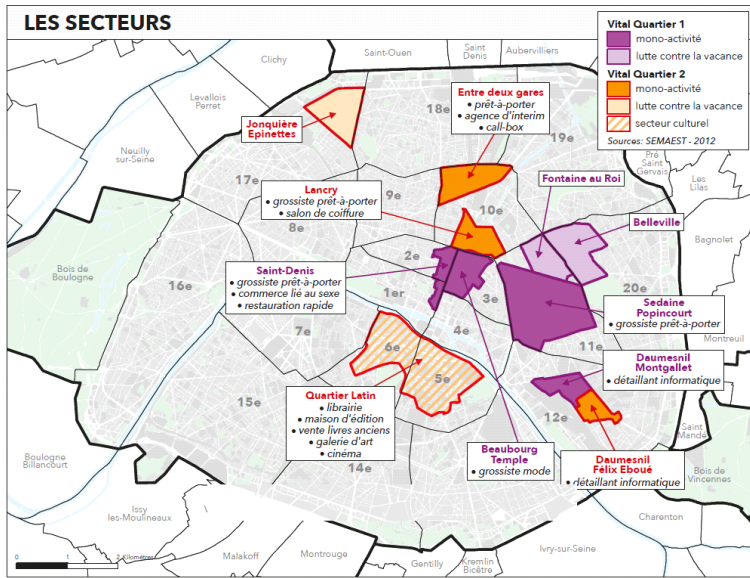 LES SECTEURS
Vital Quartier 1
mono-activité
lutte contre la vacance
Vital Quartier 2
mono-activité
lutte contre la vacance
secteur culturel
Sources: SEMAEST - 2012
Clichy
Saint-Ouen
Saint
Denis
Aubervilliers
Levallois
Perret
Neuilly
sur-Seine
Entre deux gares
• prêt-à-porter
• agence d'interim
• call-box
18e
19e
Jonquière
Epinettes
Pré
Saint
Gervais
Les
Lilas
17e
Fontaine au Roi
Lancry
• grossiste prêt-à-porter
• salon de coiffure
9e
10e
8e
Belleville
Bagnolet
Bois de
Boulogne
Saint-Denis
• grossiste prêt-à-porter
• commerce lié au sexe
• restauration rapide
2e
16e
1er
3e
20e
Sedaine
Popincourt
• grossiste prêt-à-porter
7e
4e
11e
Montreuil
6e
5e
Daumesnil
Montgallet
• détaillant informatique
Quartier Latin
• librairie
• maison d'édition
• vente livres anciens
• galerie d'art
• cinéma
15e
12e
Saint
Mandé
Boulogne
Billancourt
14e
Beaubourg
Temple
• grossiste mode
Daumesnil
Félix Eboué
• détaillant informatique
Bois de
Vincennes
Issy
les-Moulineaux
Charenton
0 1 2 Kilomètres
Malakoff
Montrouge
Gentilly
Kremlin
Bicêtre
Ivry-sur-Seine